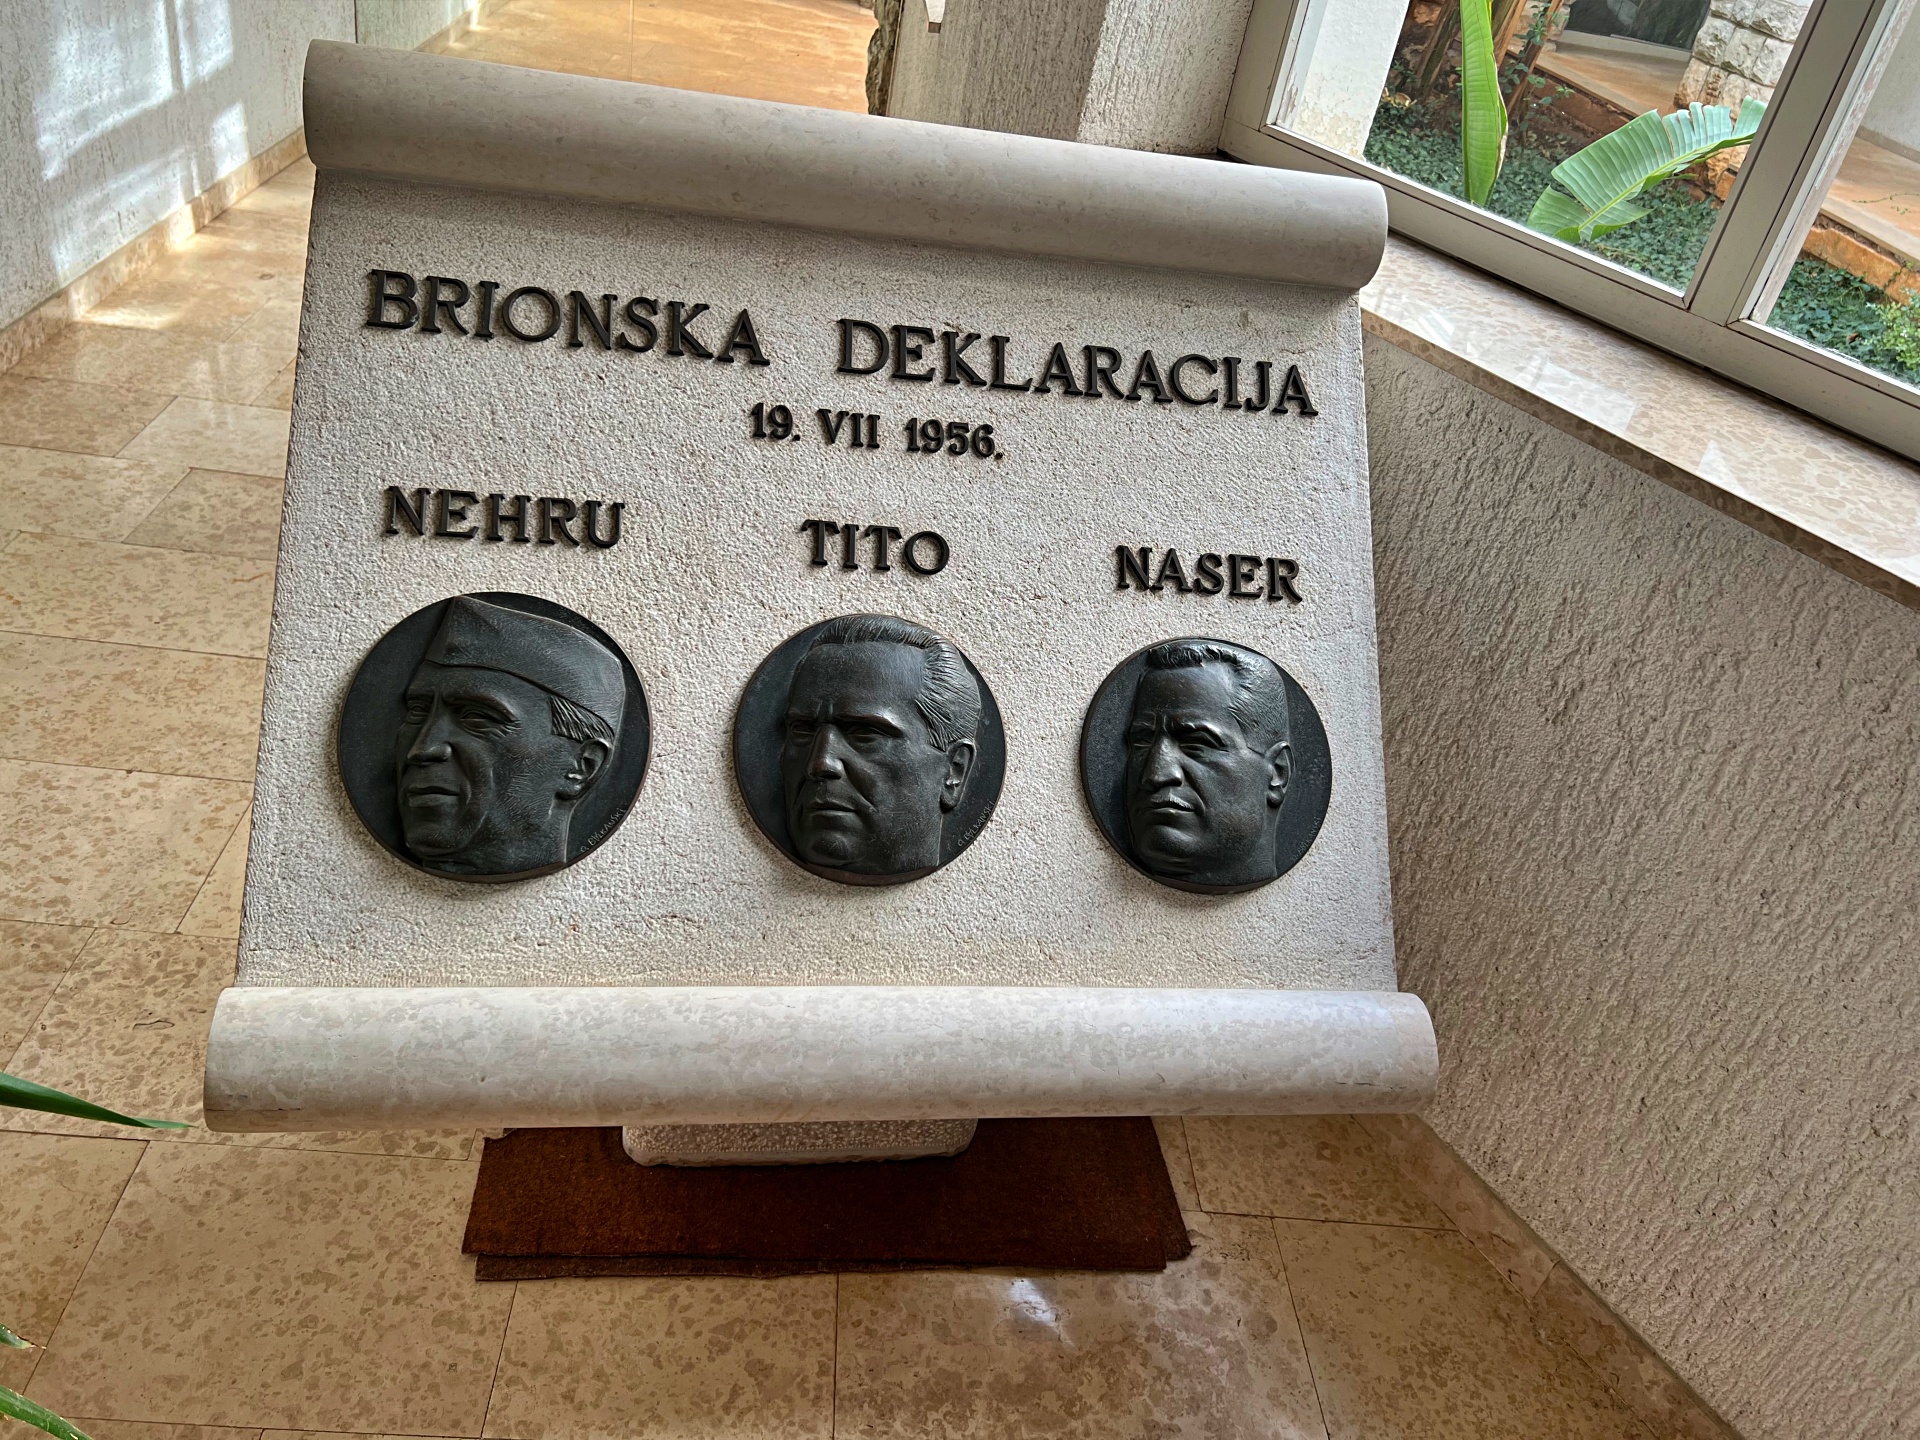 BRIONSKA DEKLARACIJA
19. VII 1956.
NEHRU TITO NASER